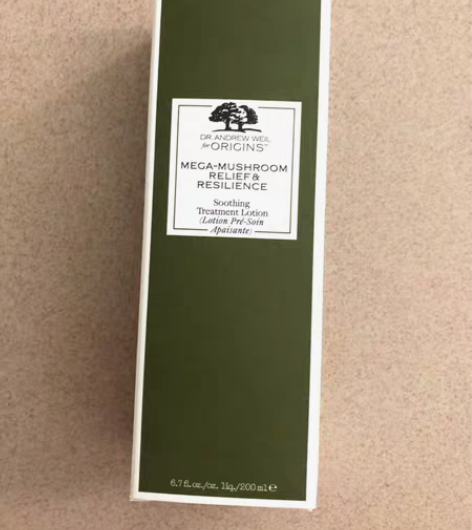 DR. ANDREW WEIL
for ORIGINS™
MEGA-MUSHROOM
RELIEF &
RESILIENCE
Soothing
Treatment Lotion
(Lotion Pré-Soin
Apaisante)
6.7 fl.oz./oz. liq./200 ml ℮